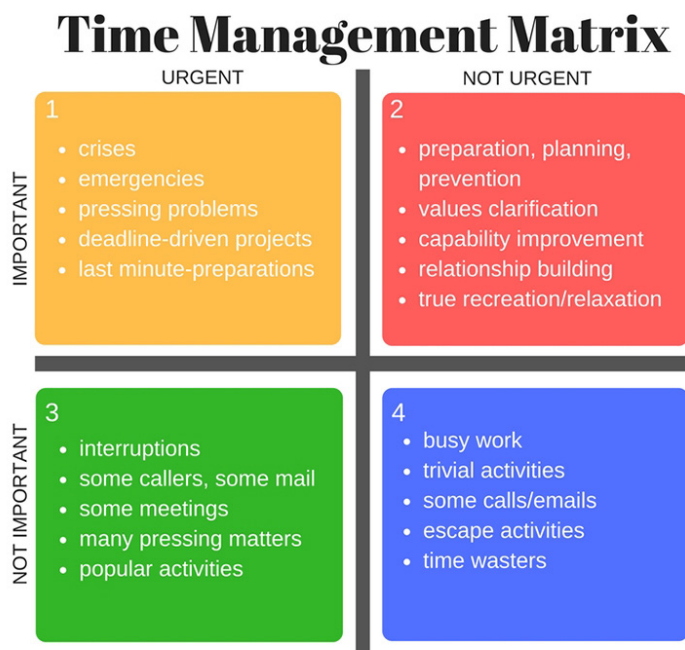 Time Management Matrix
URGENT
NOT URGENT
IMPORTANT
1
• crises
• emergencies
• pressing problems
• deadline-driven projects
• last minute-preparations
2
• preparation, planning,
prevention
• values clarification
• capability improvement
• relationship building
• true recreation/relaxation
NOT IMPORTANT
3
• interruptions
• some callers, some mail
• some meetings
• many pressing matters
• popular activities
4
• busy work
• trivial activities
• some calls/emails
• escape activities
• time wasters